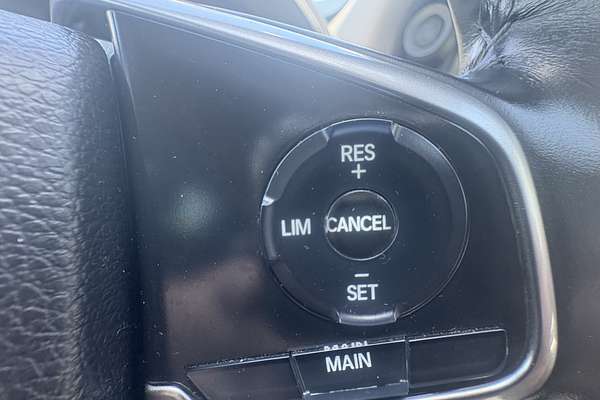 RES
+
LIM CANCEL
−
SET
MAIN